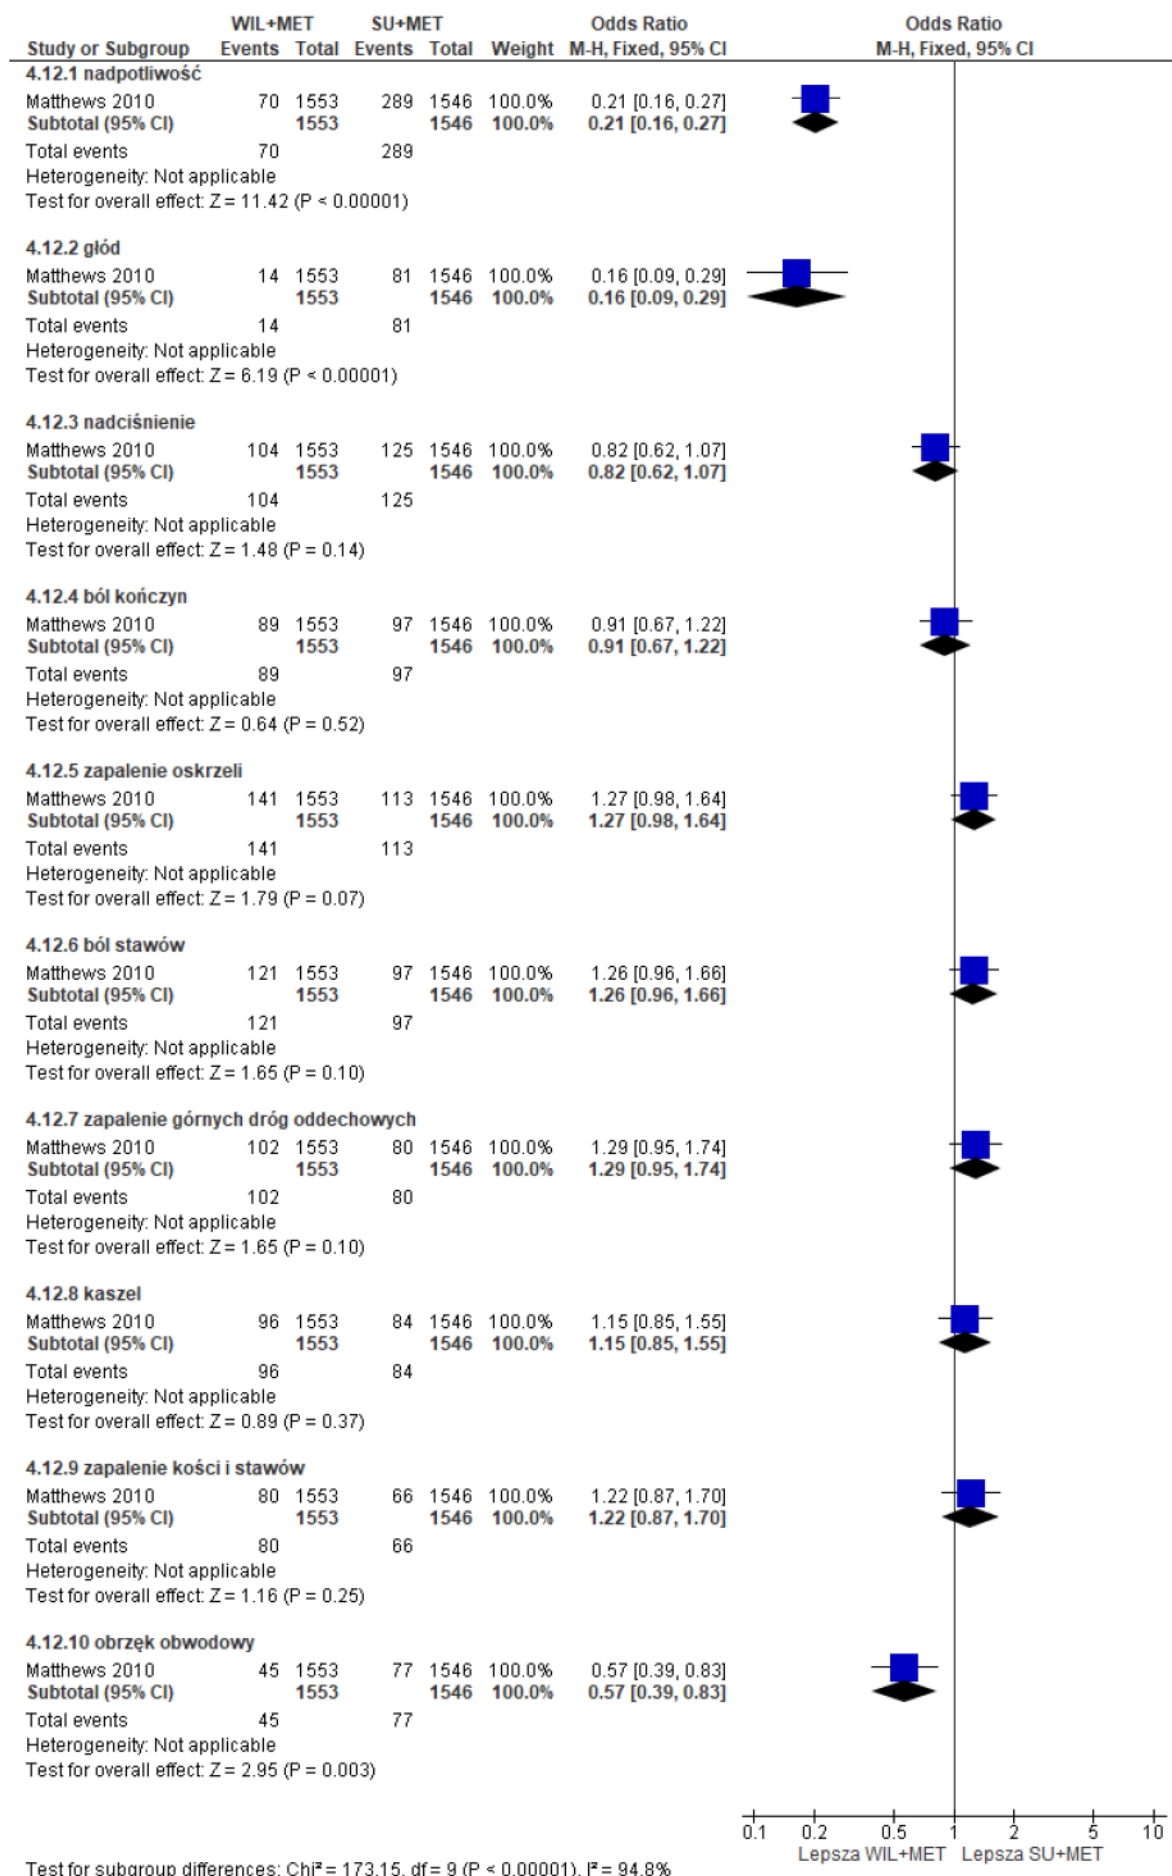 WIL+MET SU+MET Odds Ratio Odds Ratio
Study or Subgroup Events Total Events Total Weight M-H, Fixed, 95% CI M-H, Fixed, 95% CI
4.12.1 nadpotliwość
Matthews 2010 70 1553 289 1546 100.0% 0.21 [0.16, 0.27]
Subtotal (95% CI) 1553 1546 100.0% 0.21 [0.16, 0.27]
Total events 70 289
Heterogeneity: Not applicable
Test for overall effect: Z = 11.42 (P < 0.00001)
4.12.2 głód
Matthews 2010 14 1553 81 1546 100.0% 0.16 [0.09, 0.29]
Subtotal (95% CI) 1553 1546 100.0% 0.16 [0.09, 0.29]
Total events 14 81
Heterogeneity: Not applicable
Test for overall effect: Z = 6.19 (P < 0.00001)
4.12.3 nadciśnienie
Matthews 2010 104 1553 125 1546 100.0% 0.82 [0.62, 1.07]
Subtotal (95% CI) 1553 1546 100.0% 0.82 [0.62, 1.07]
Total events 104 125
Heterogeneity: Not applicable
Test for overall effect: Z = 1.48 (P = 0.14)
4.12.4 ból kończyn
Matthews 2010 89 1553 97 1546 100.0% 0.91 [0.67, 1.22]
Subtotal (95% CI) 1553 1546 100.0% 0.91 [0.67, 1.22]
Total events 89 97
Heterogeneity: Not applicable
Test for overall effect: Z = 0.64 (P = 0.52)
4.12.5 zapalenie oskrzeli
Matthews 2010 141 1553 113 1546 100.0% 1.27 [0.98, 1.64]
Subtotal (95% CI) 1553 1546 100.0% 1.27 [0.98, 1.64]
Total events 141 113
Heterogeneity: Not applicable
Test for overall effect: Z = 1.79 (P = 0.07)
4.12.6 ból stawów
Matthews 2010 121 1553 97 1546 100.0% 1.26 [0.96, 1.66]
Subtotal (95% CI) 1553 1546 100.0% 1.26 [0.96, 1.66]
Total events 121 97
Heterogeneity: Not applicable
Test for overall effect: Z = 1.65 (P = 0.10)
4.12.7 zapalenie górnych dróg oddechowych
Matthews 2010 102 1553 80 1546 100.0% 1.29 [0.95, 1.74]
Subtotal (95% CI) 1553 1546 100.0% 1.29 [0.95, 1.74]
Total events 102 80
Heterogeneity: Not applicable
Test for overall effect: Z = 1.65 (P = 0.10)
4.12.8 kaszel
Matthews 2010 96 1553 84 1546 100.0% 1.15 [0.85, 1.55]
Subtotal (95% CI) 1553 1546 100.0% 1.15 [0.85, 1.55]
Total events 96 84
Heterogeneity: Not applicable
Test for overall effect: Z = 0.89 (P = 0.37)
4.12.9 zapalenie kości i stawów
Matthews 2010 80 1553 66 1546 100.0% 1.22 [0.87, 1.70]
Subtotal (95% CI) 1553 1546 100.0% 1.22 [0.87, 1.70]
Total events 80 66
Heterogeneity: Not applicable
Test for overall effect: Z = 1.16 (P = 0.25)
4.12.10 obrzęk obwodowy
Matthews 2010 45 1553 77 1546 100.0% 0.57 [0.39, 0.83]
Subtotal (95% CI) 1553 1546 100.0% 0.57 [0.39, 0.83]
Total events 45 77
Heterogeneity: Not applicable
Test for overall effect: Z = 2.95 (P = 0.003)
0.1 0.2 0.5 1 2 5 10
Lepsza WIL+MET Lepsza SU+MET
Test for subgroup differences: Chi² = 173.15, df = 9 (P < 0.00001), I² = 94.8%